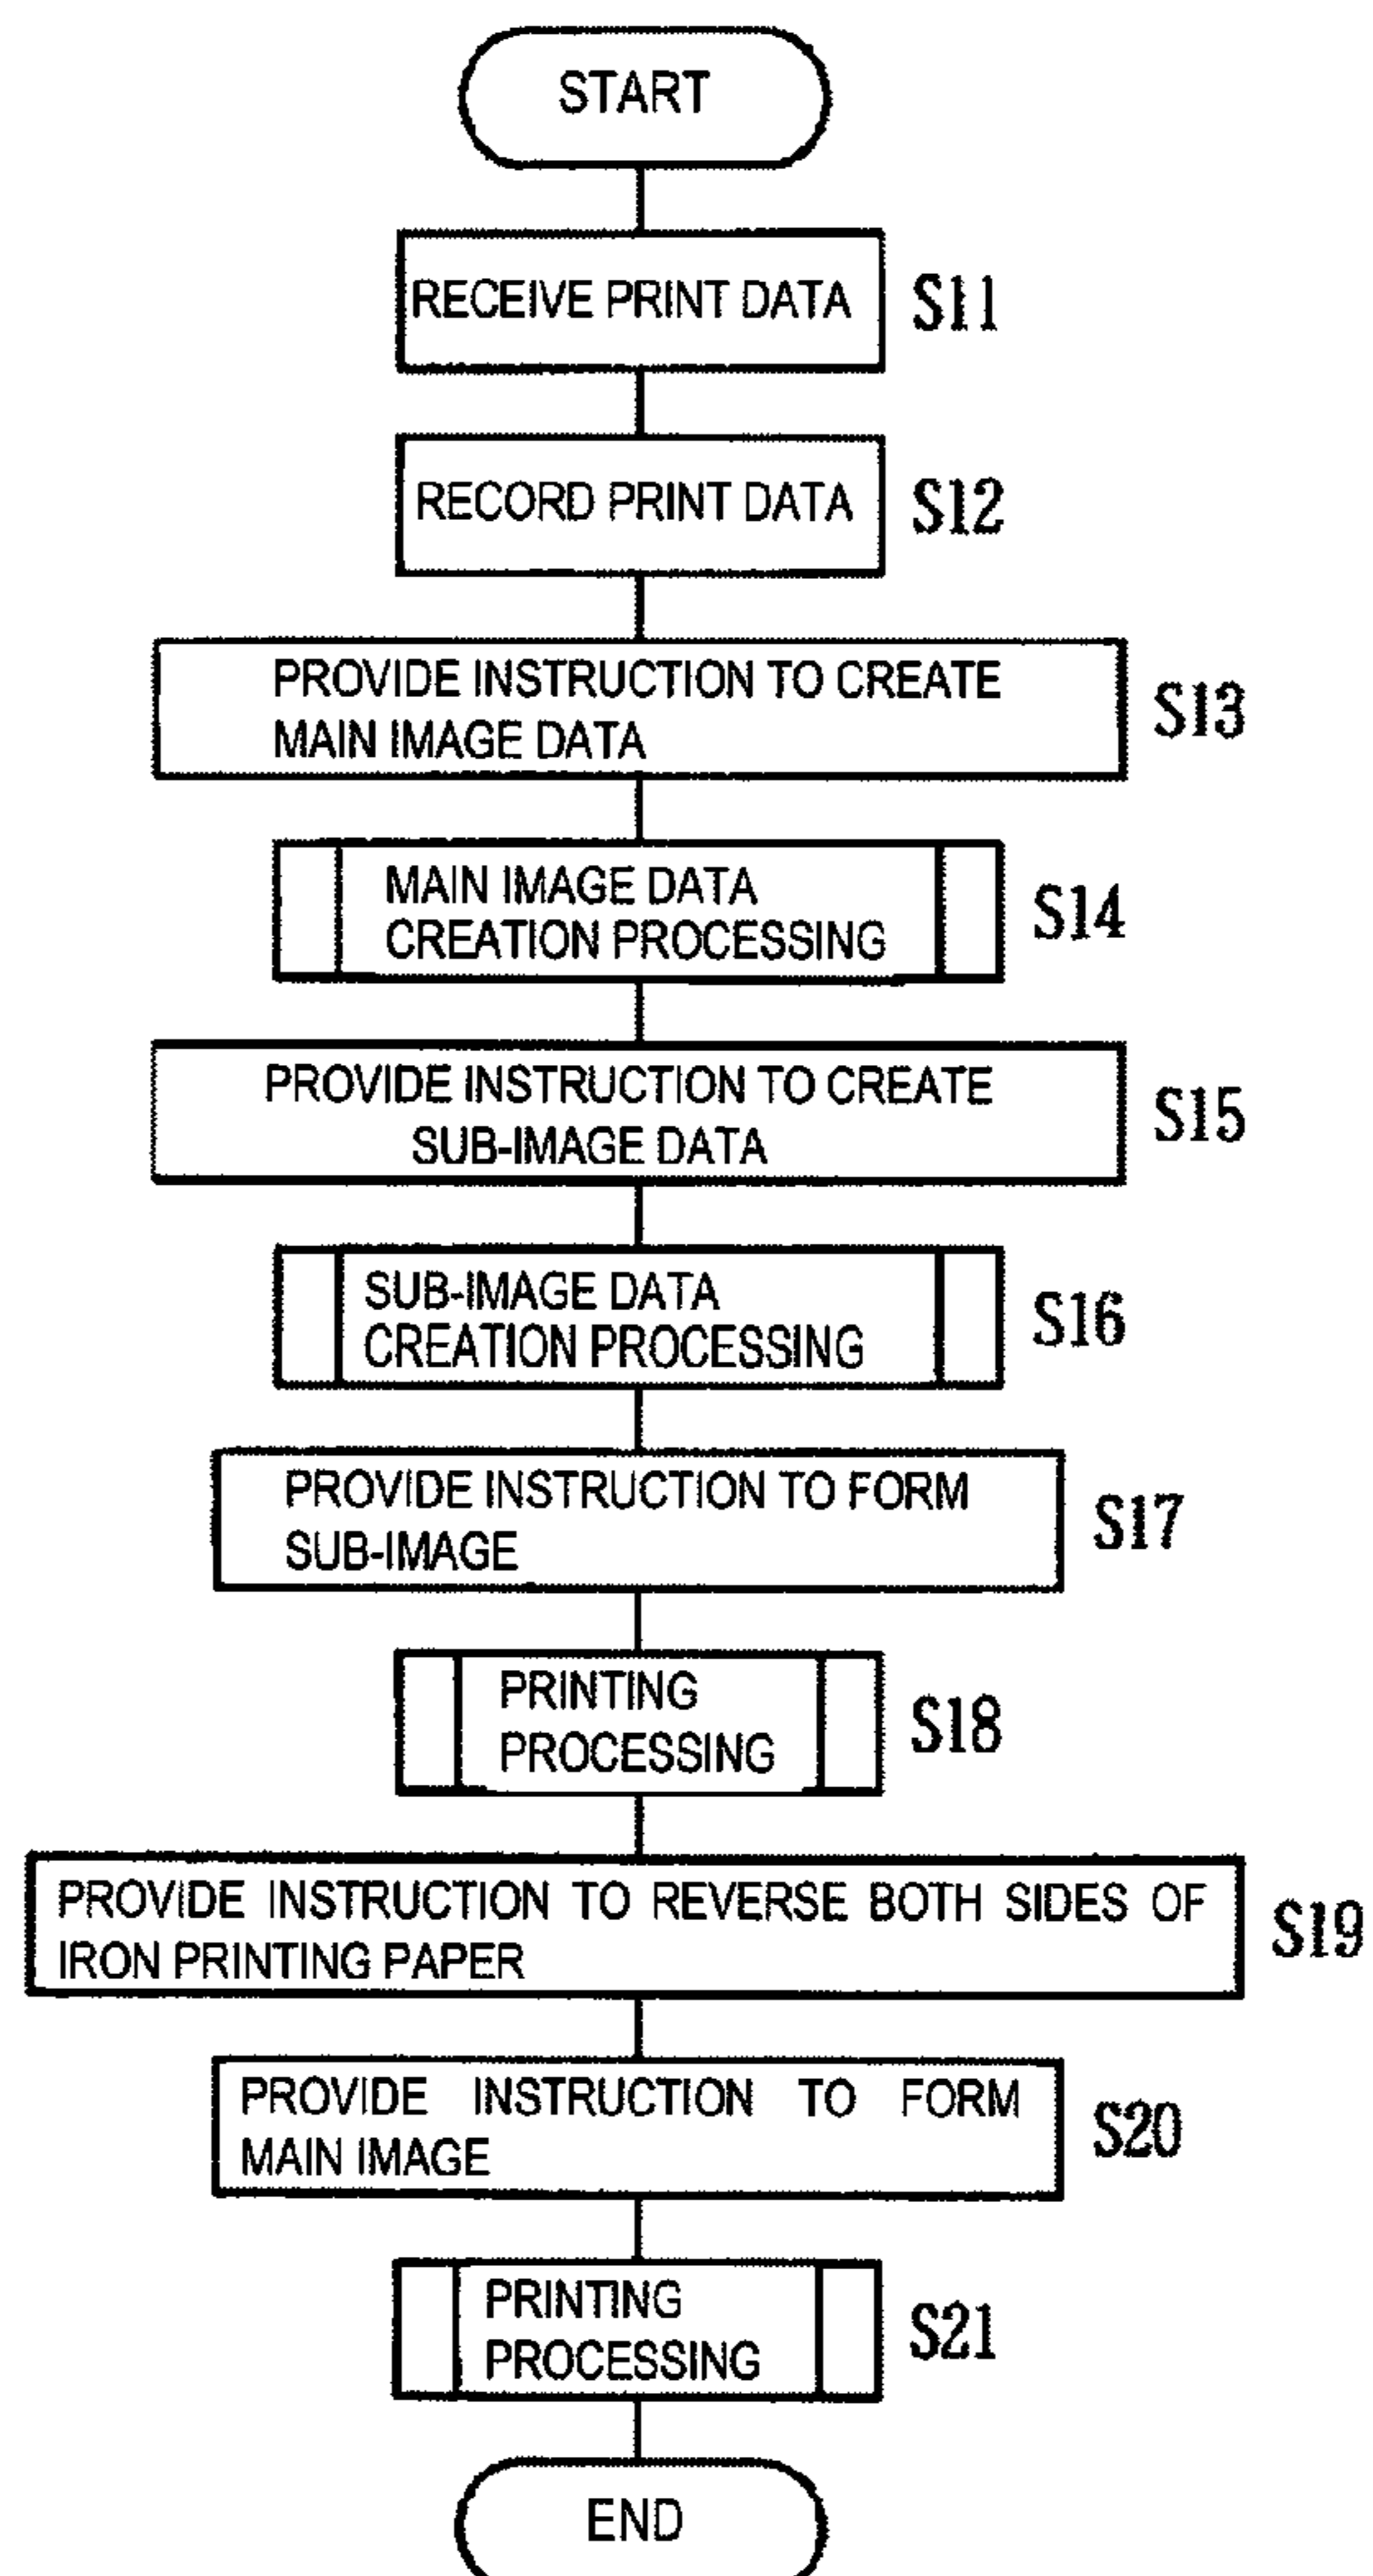 START
RECEIVE PRINT DATA S11
RECORD PRINT DATA S12
PROVIDE INSTRUCTION TO CREATE
MAIN IMAGE DATA
S13
MAIN IMAGE DATA
CREATION PROCESSING
S14
PROVIDE INSTRUCTION TO CREATE
SUB-IMAGE DATA
S15
SUB-IMAGE DATA
CREATION PROCESSING
S16
PROVIDE INSTRUCTION TO FORM
SUB-IMAGE
S17
PRINTING
PROCESSING
S18
PROVIDE INSTRUCTION TO REVERSE BOTH SIDES OF
IRON PRINTING PAPER
S19
PROVIDE INSTRUCTION TO FORM
MAIN IMAGE
S20
PRINTING
PROCESSING
S21
END